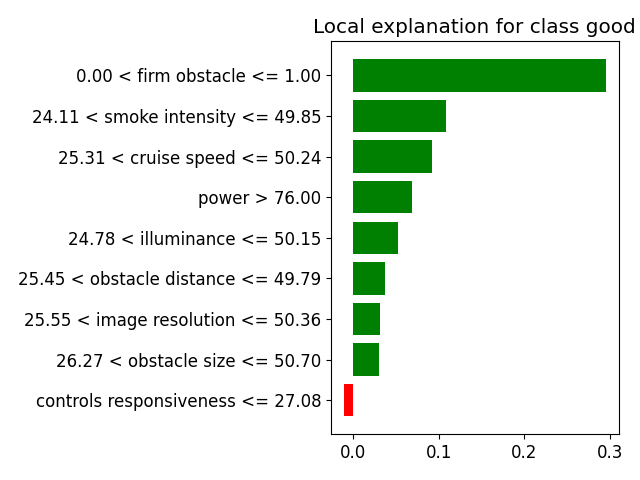 Local explanation for class good
0.00 < firm obstacle <= 1.00
24.11 < smoke intensity <= 49.85
25.31 < cruise speed <= 50.24
power > 76.00
24.78 < illuminance <= 50.15
25.45 < obstacle distance <= 49.79
25.55 < image resolution <= 50.36
26.27 < obstacle size <= 50.70
controls responsiveness <= 27.08
0.0 0.1 0.2 0.3